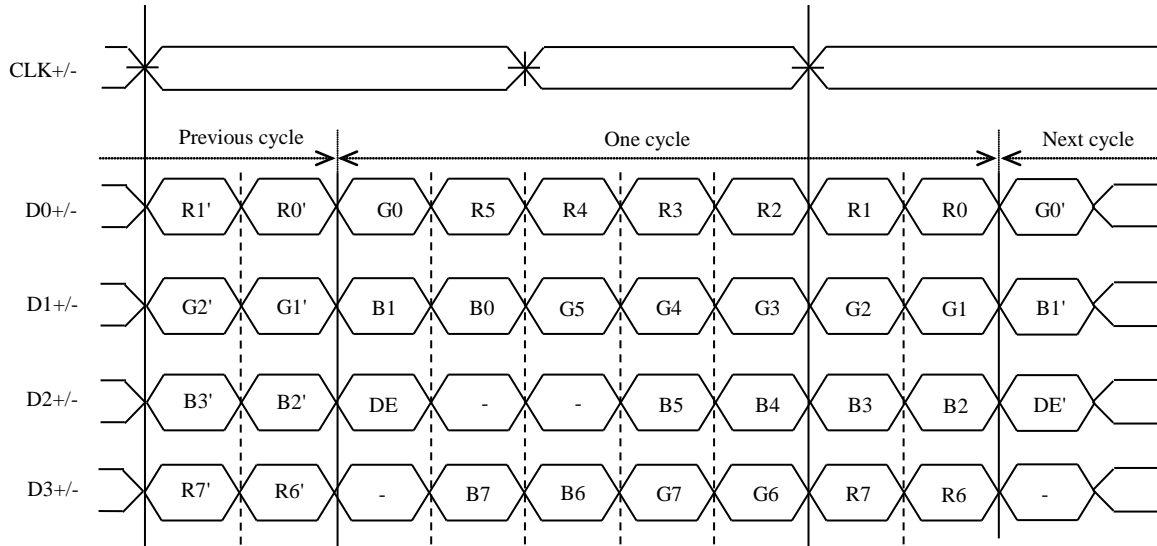 CLK+/-
Previous cycle One cycle Next cycle
D0+/- R1' R0' G0 R5 R4 R3 R2 R1 R0 G0'
D1+/- G2' G1' B1 B0 G5 G4 G3 G2 G1 B1'
D2+/- B3' B2' DE - - B5 B4 B3 B2 DE'
D3+/- R7' R6' - B7 B6 G7 G6 R7 R6 -